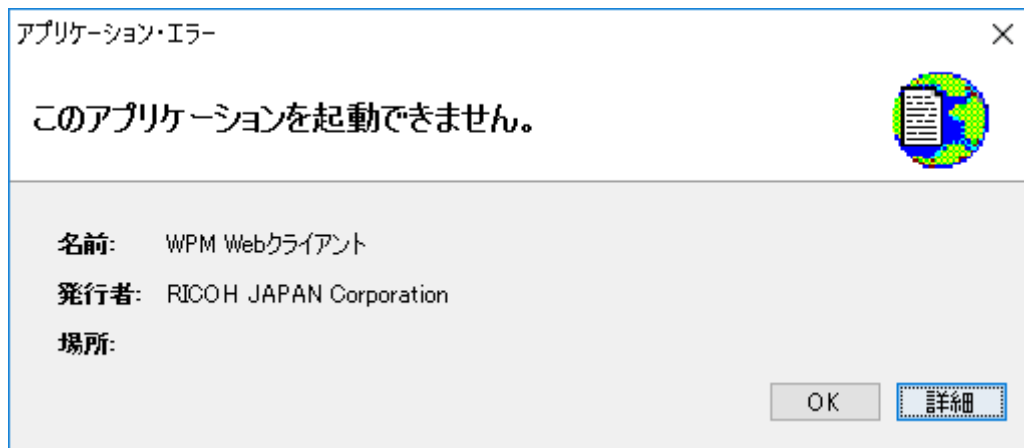 アプリケーション・エラー
このアプリケーションを起動できません。
名前: WPM Webクライアント
発行者: RICOH JAPAN Corporation
場所:
OK 詳細